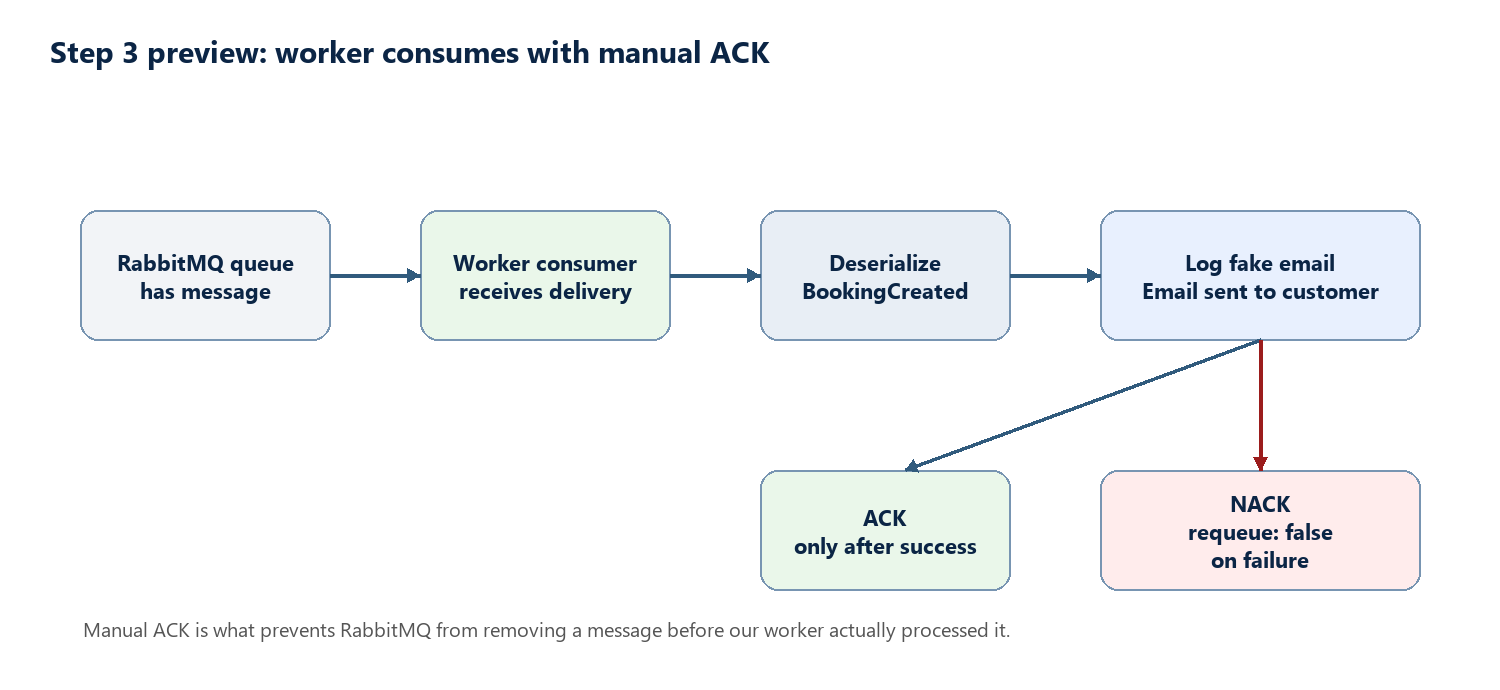 Step 3 preview: worker consumes with manual ACK
RabbitMQ queue
has message
Worker consumer
receives delivery
Deserialize
BookingCreated
Log fake email
Email sent to customer
ACK
only after success
NACK
requeue: false
on failure
Manual ACK is what prevents RabbitMQ from removing a message before our worker actually processed it.